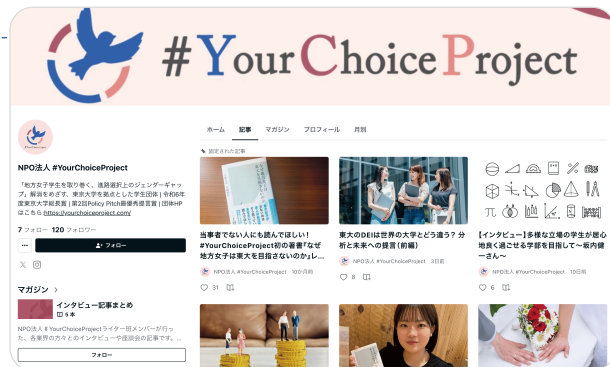 #YourChoiceProject
ホーム 記事 マガジン プロフィール 月別
固定された記事
NPO法人 #YourChoiceProject
「地方女子学生を取り巻く、進路選択上のジェンダーギャッ
プ」解消をめざす、東京大学を拠点とした学生団体 | 令和6年
度東京大学総長賞 | 第2回Policy Pitch最優秀提言賞 | 団体HP
はこちら:https://yourchoiceproject.com/
7 フォロー 120 フォロワー
フォロー
マガジン
インタビュー記事まとめ
5 本
NPO法人 # YourChoiceProjectライター班メンバーが行っ
た、各業界の方々とのインタビューや座談会の記事です。...
フォロー
当事者でない人にも読んでほしい!
#YourChoiceProject初の著書『なぜ
地方女子は東大を目指さないのか』レ...
NPO法人 #YourChoiceProject 10か月前
31
東大のDEIは世界の大学とどう違う? 分
析と未来への提言(前編)
NPO法人 #YourChoiceProject 3日前
8
【インタビュー】多様な立場の学生が居心
地良く過ごせる学部を目指して〜坂内健
一さん〜
NPO法人 #YourChoiceProject 10日前
6